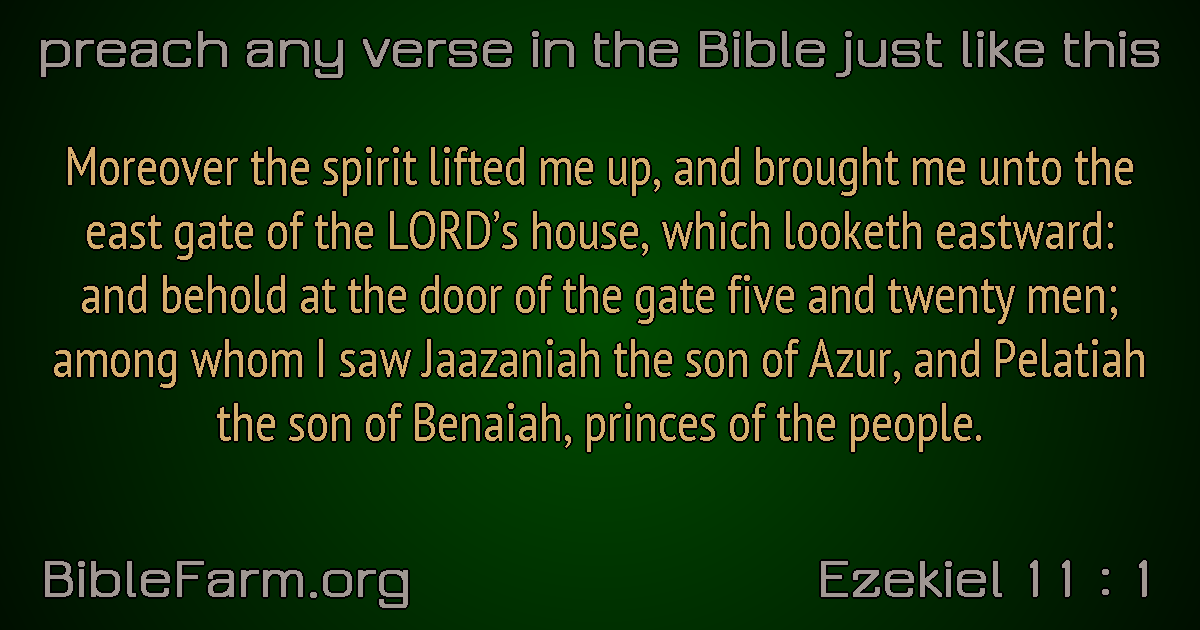 preach any verse in the Bible just like this
Moreover the spirit lifted me up, and brought me unto the
east gate of the LORD’s house, which looketh eastward:
and behold at the door of the gate five and twenty men;
among whom I saw Jaazaniah the son of Azur, and Pelatiah
the son of Benaiah, princes of the people.
BibleFarm.org
Ezekiel 11 : 1